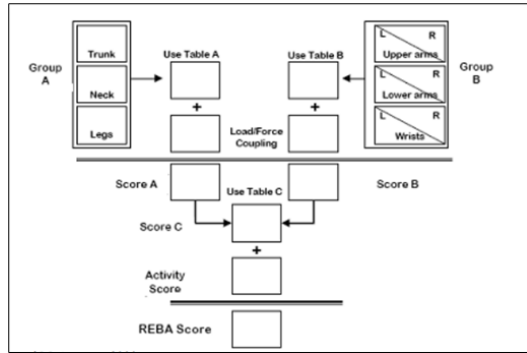 Group A
Trunk
Neck
Legs
Use Table A
+
Use Table B
+
Load/Force
Coupling
L R
Upper arms
L R
Lower arms
L R
Wrists
Group B
Score A
Use Table C
Score B
Score C
+
Activity
Score
REBA Score